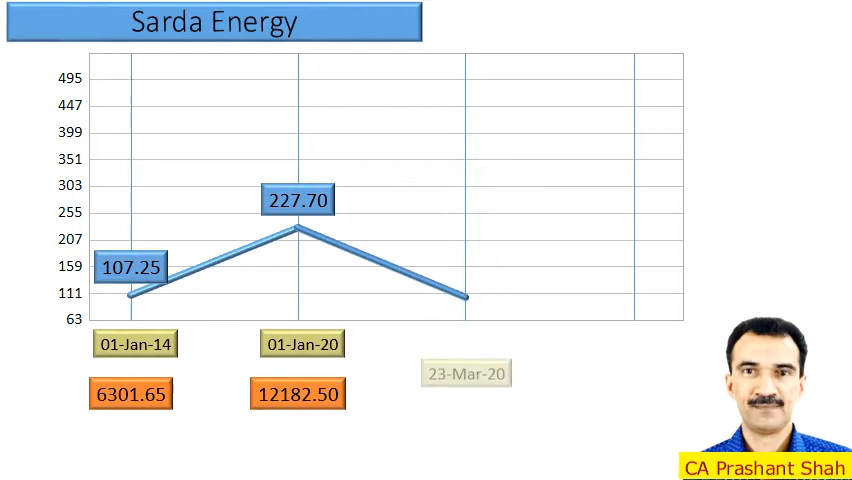 Sarda Energy
495
447
399
351
303
255
207
159
111
63
227.70
107.25
01-Jan-14
01-Jan-20
23-Mar-20
6301.65
12182.50
CA Prashant Shah